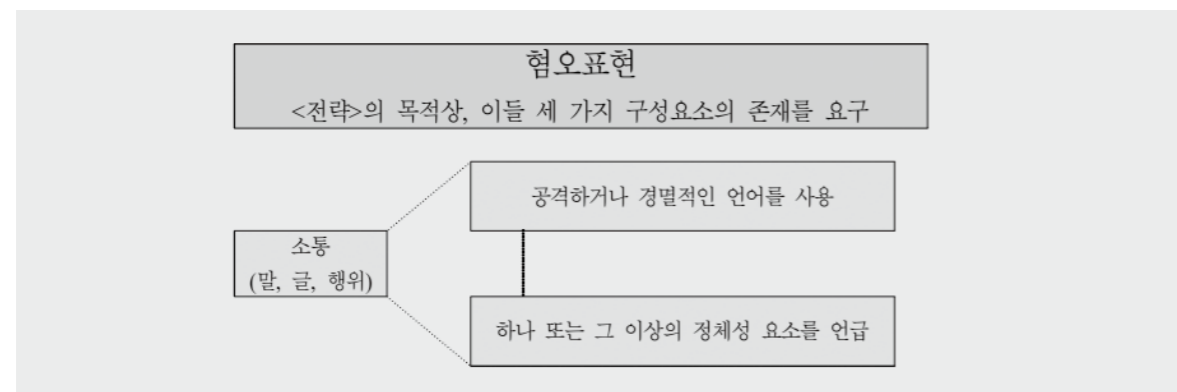 혐오표현
<전략>의 목적상, 이들 세 가지 구성요소의 존재를 요구
공격하거나 경멸적인 언어를 사용
소통
(말, 글, 행위)
하나 또는 그 이상의 정체성 요소를 언급